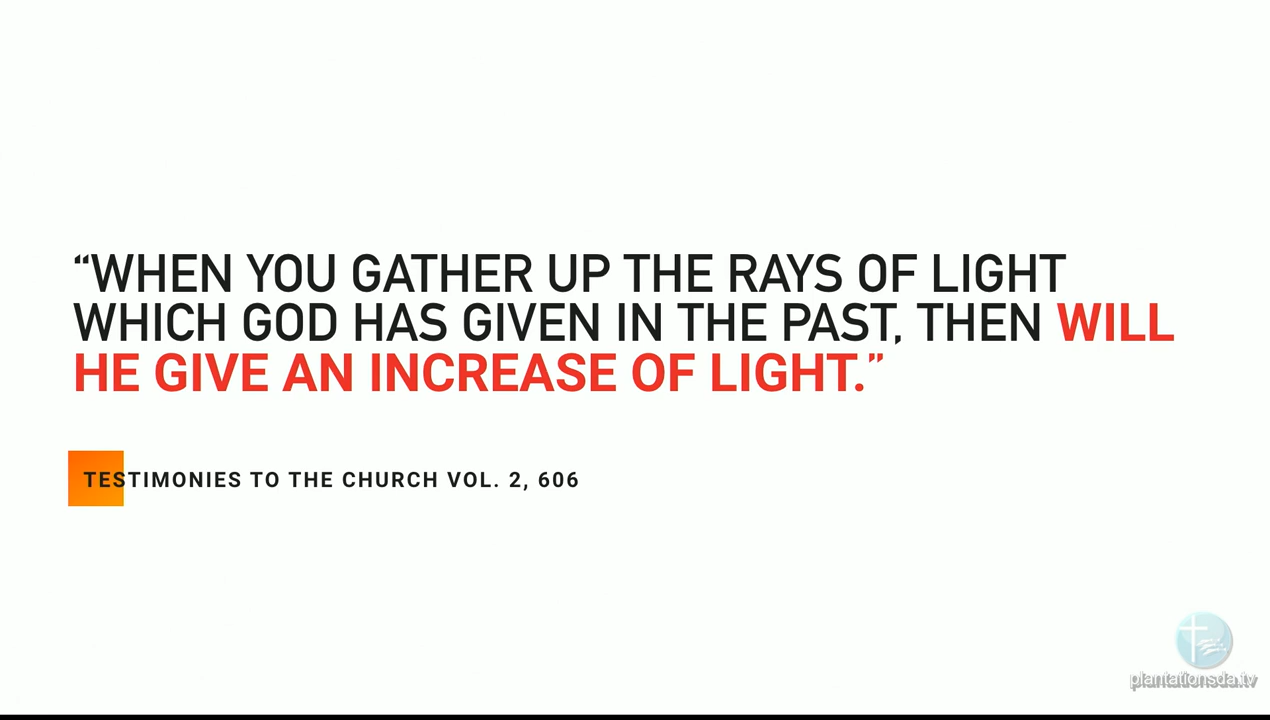 “WHEN YOU GATHER UP THE RAYS OF LIGHT
WHICH GOD HAS GIVEN IN THE PAST, THEN WILL
HE GIVE AN INCREASE OF LIGHT.”
TESTIMONIES TO THE CHURCH VOL. 2, 606
plantationsda.tv